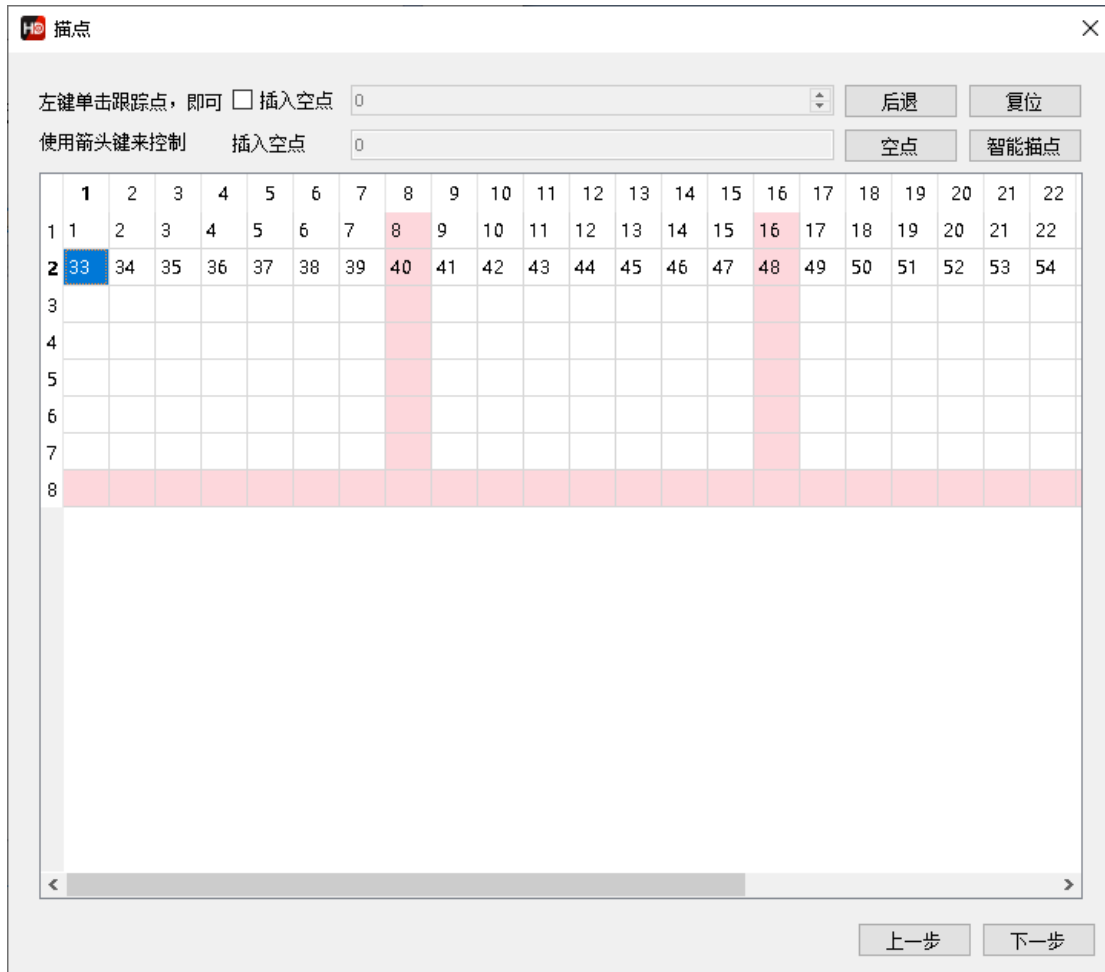 HD 描点
左键单击跟踪点，即可 插入空点 0 后退 复位
使用箭头键来控制 插入空点 0 空点 智能描点
1 2 3 4 5 6 7 8 9 10 11 12 13 14 15 16 17 18 19 20 21 22
1 1 2 3 4 5 6 7 8 9 10 11 12 13 14 15 16 17 18 19 20 21 22
2 33 34 35 36 37 38 39 40 41 42 43 44 45 46 47 48 49 50 51 52 53 54
3
4
5
6
7
8
上一步 下一步